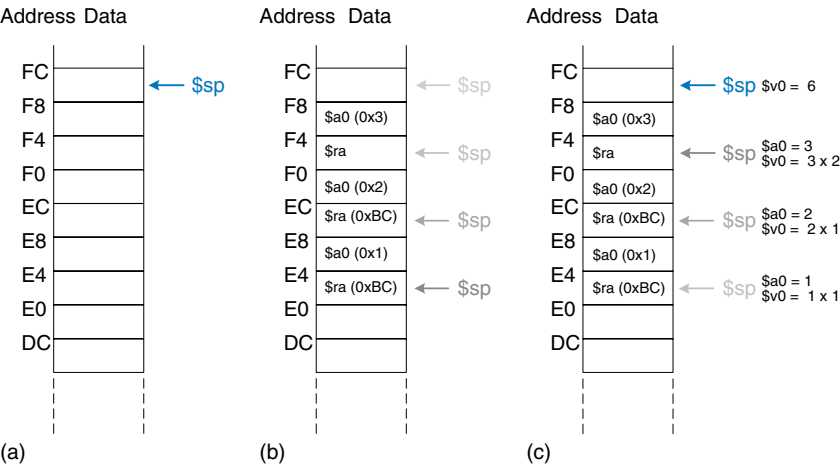 Address Data
FC
F8
F4
F0
EC
E8
E4
E0
DC
$sp
(a)
Address Data
FC
F8
F4
F0
EC
E8
E4
E0
DC
$a0 (0x3)
$ra
$a0 (0x2)
$ra (0xBC)
$a0 (0x1)
$ra (0xBC)
$sp
$sp
$sp
$sp
(b)
Address Data
FC
F8
F4
F0
EC
E8
E4
E0
DC
$a0 (0x3)
$ra
$a0 (0x2)
$ra (0xBC)
$a0 (0x1)
$ra (0xBC)
$sp $v0 = 6
$sp $a0 = 3
$v0 = 3 x 2
$sp $a0 = 2
$v0 = 2 x 1
$sp $a0 = 1
$v0 = 1 x 1
(c)